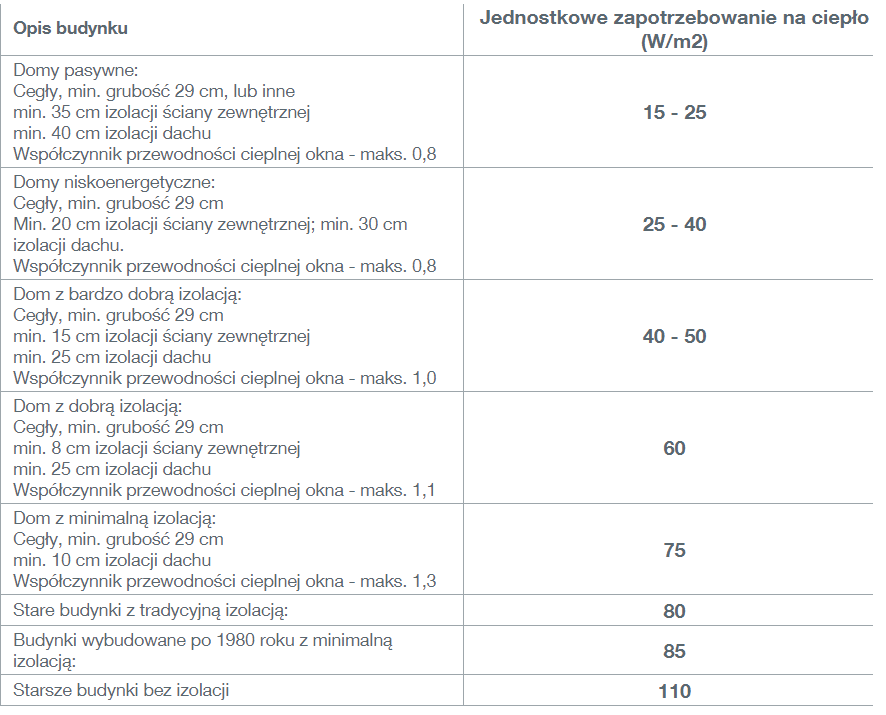 Opis budynku
Jednostkowe zapotrzebowanie na ciepło
(W/m2)
Domy pasywne:
Cegły, min. grubość 29 cm, lub inne
min. 35 cm izolacji ściany zewnętrznej
min. 40 cm izolacji dachu
Współczynnik przewodności cieplnej okna - maks. 0,8
15 - 25
Domy niskoenergetyczne:
Cegły, min. grubość 29 cm
Min. 20 cm izolacji ściany zewnętrznej; min. 30 cm
izolacji dachu.
Współczynnik przewodności cieplnej okna - maks. 0,8
25 - 40
Dom z bardzo dobrą izolacją:
Cegły, min. grubość 29 cm
min. 15 cm izolacji ściany zewnętrznej
min. 25 cm izolacji dachu
Współczynnik przewodności cieplnej okna - maks. 1,0
40 - 50
Dom z dobrą izolacją:
Cegły, min. grubość 29 cm
min. 8 cm izolacji ściany zewnętrznej
min. 25 cm izolacji dachu
Współczynnik przewodności cieplnej okna - maks. 1,1
60
Dom z minimalną izolacją:
Cegły, min. grubość 29 cm
min. 10 cm izolacji dachu
Współczynnik przewodności cieplnej okna - maks. 1,3
75
Stare budynki z tradycyjną izolacją:
80
Budynki wybudowane po 1980 roku z minimalną
izolacją:
85
Starsze budynki bez izolacji
110